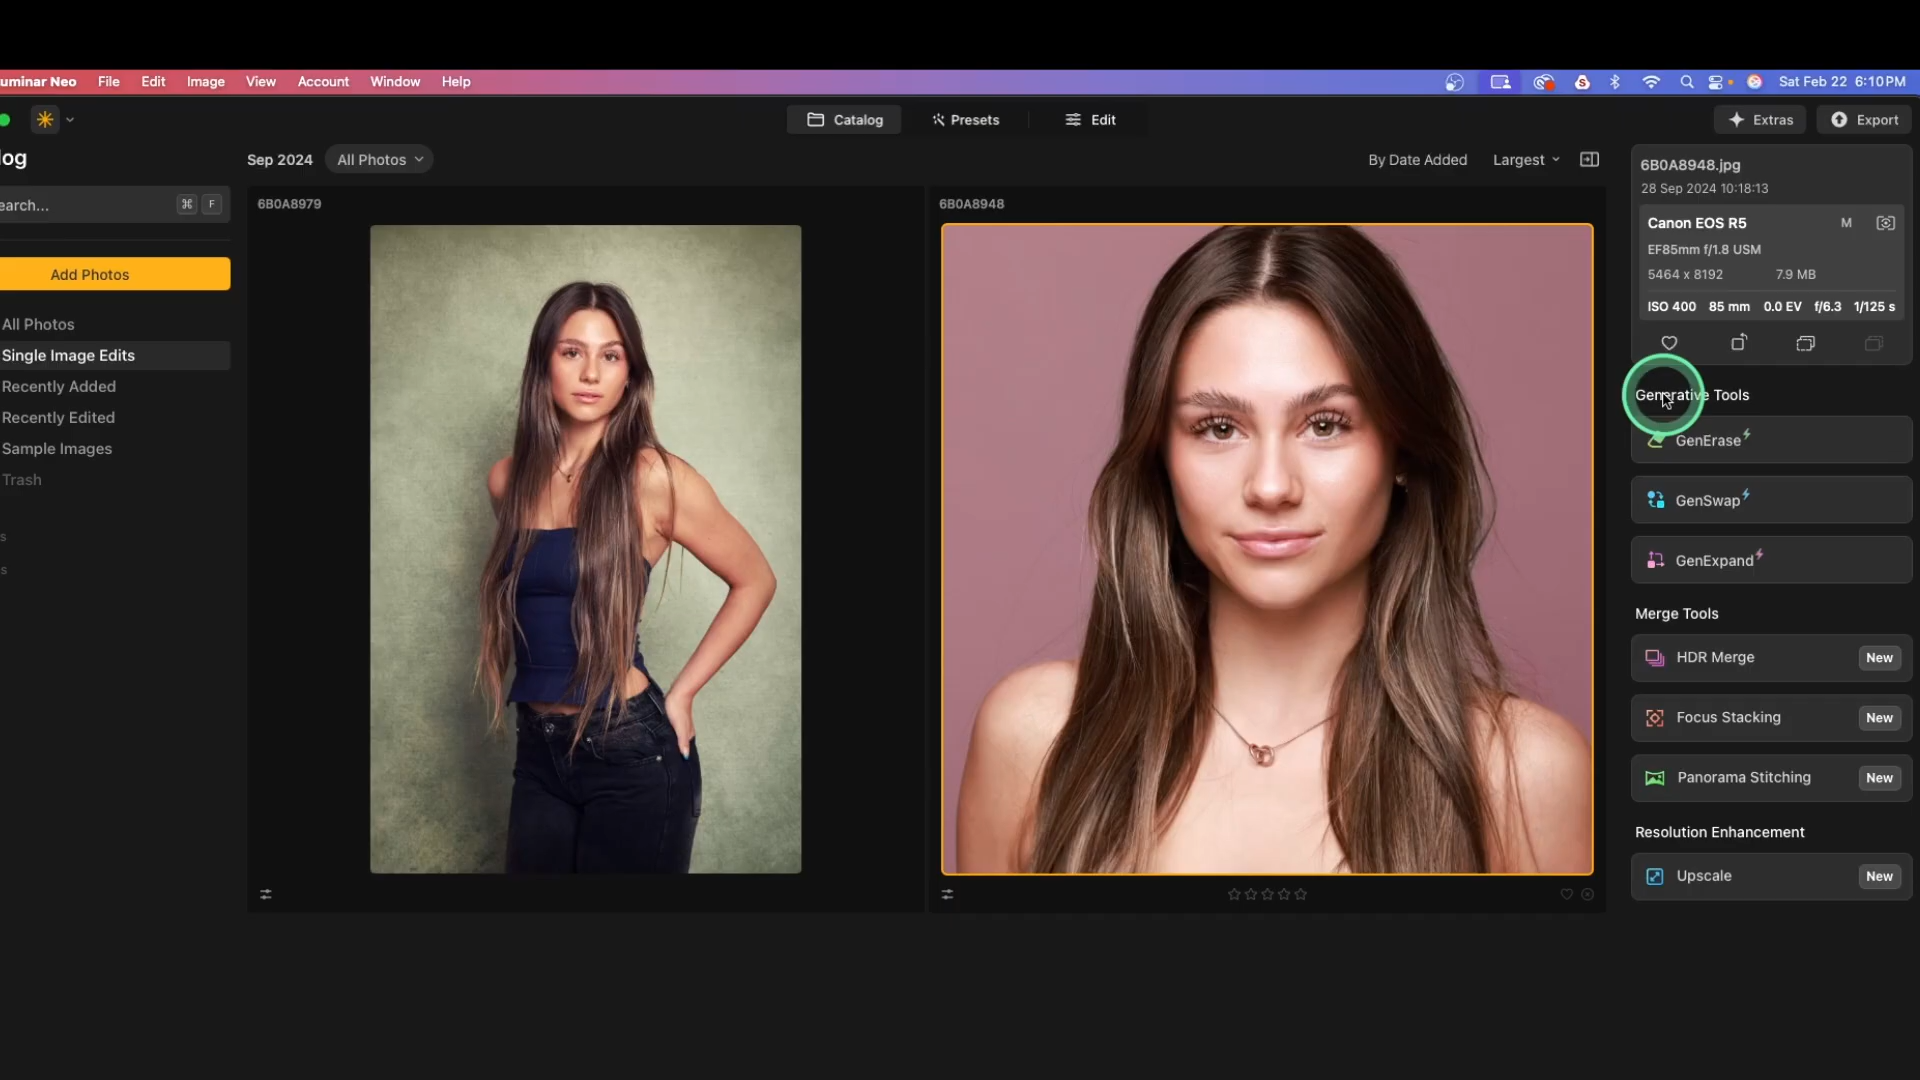 uminar Neo File Edit Image View Account Window Help Sat Feb 22 6:10 PM
Catalog Presets Edit Extras Export
log Sep 2024 All Photos By Date Added Largest
6B0A8948.jpg
28 Sep 2024 10:18:13
earch... ⌘ F
6B0A8979
6B0A8948
Canon EOS R5 M
EF85mm f/1.8 USM
5464 x 8192 7.9 MB
ISO 400 85 mm 0.0 EV f/6.3 1/125 s
Add Photos
All Photos
Single Image Edits
Recently Added
Recently Edited
Sample Images
Trash
s
s
Generative Tools
GenErase
GenSwap
GenExpand
Merge Tools
HDR Merge New
Focus Stacking New
Panorama Stitching New
Resolution Enhancement
Upscale New